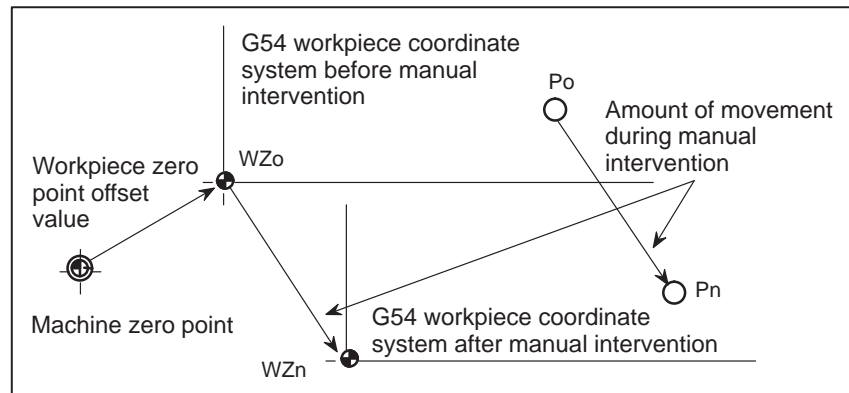 G54 workpiece coordinate
system before manual
intervention
Po
Amount of movement
during manual
intervention
WZo
Workpiece zero
point offset
value
Pn
Machine zero point
G54 workpiece coordinate
system after manual intervention
WZn